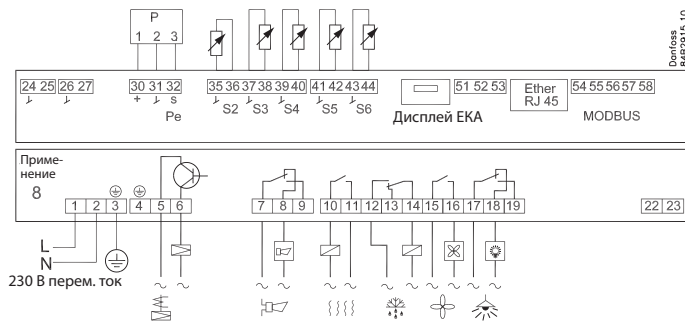 P
1 2 3
Danfoss
84B2915.10
24 25 26 27 30 31 32 35 36 37 38 39 40 41 42 43 44 51 52 53 54 55 56 57 58
+ s
Pe
S2 S3 S4 S5 S6
Дисплей EKA
Ether
RJ 45
MODBUS
Приме-
нение
8
1 2 3 4 5 6 7 8 9 10 11 12 13 14 15 16 17 18 19 22 23
L
N
230 В перем. ток